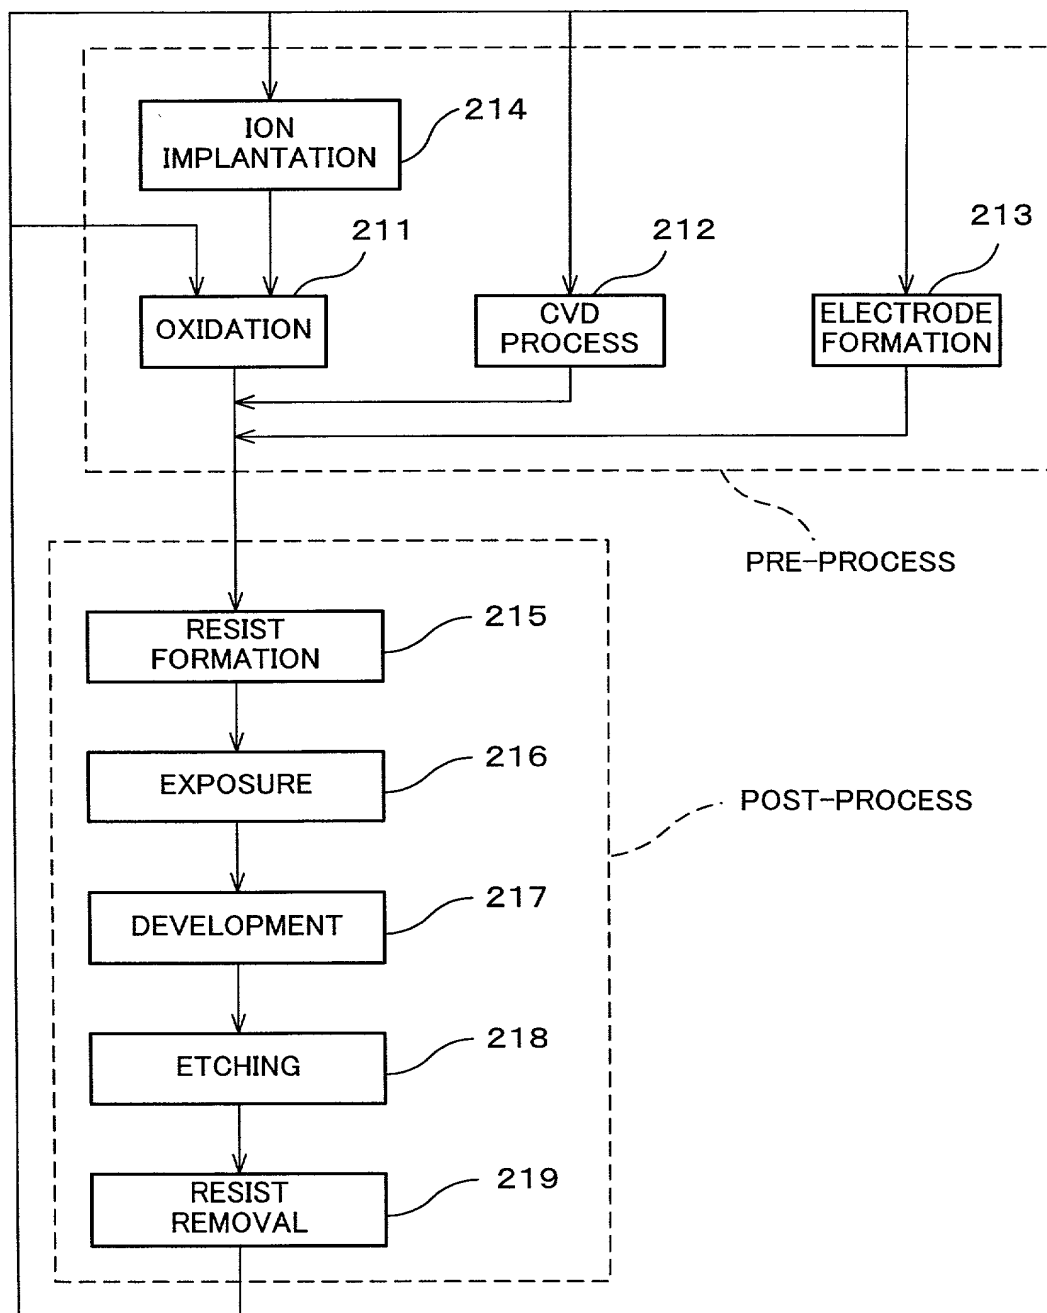 214
ION
IMPLANTATION
211
212
213
OXIDATION
CVD
PROCESS
ELECTRODE
FORMATION
PRE-PROCESS
215
RESIST
FORMATION
216
EXPOSURE
POST-PROCESS
217
DEVELOPMENT
218
ETCHING
219
RESIST
REMOVAL